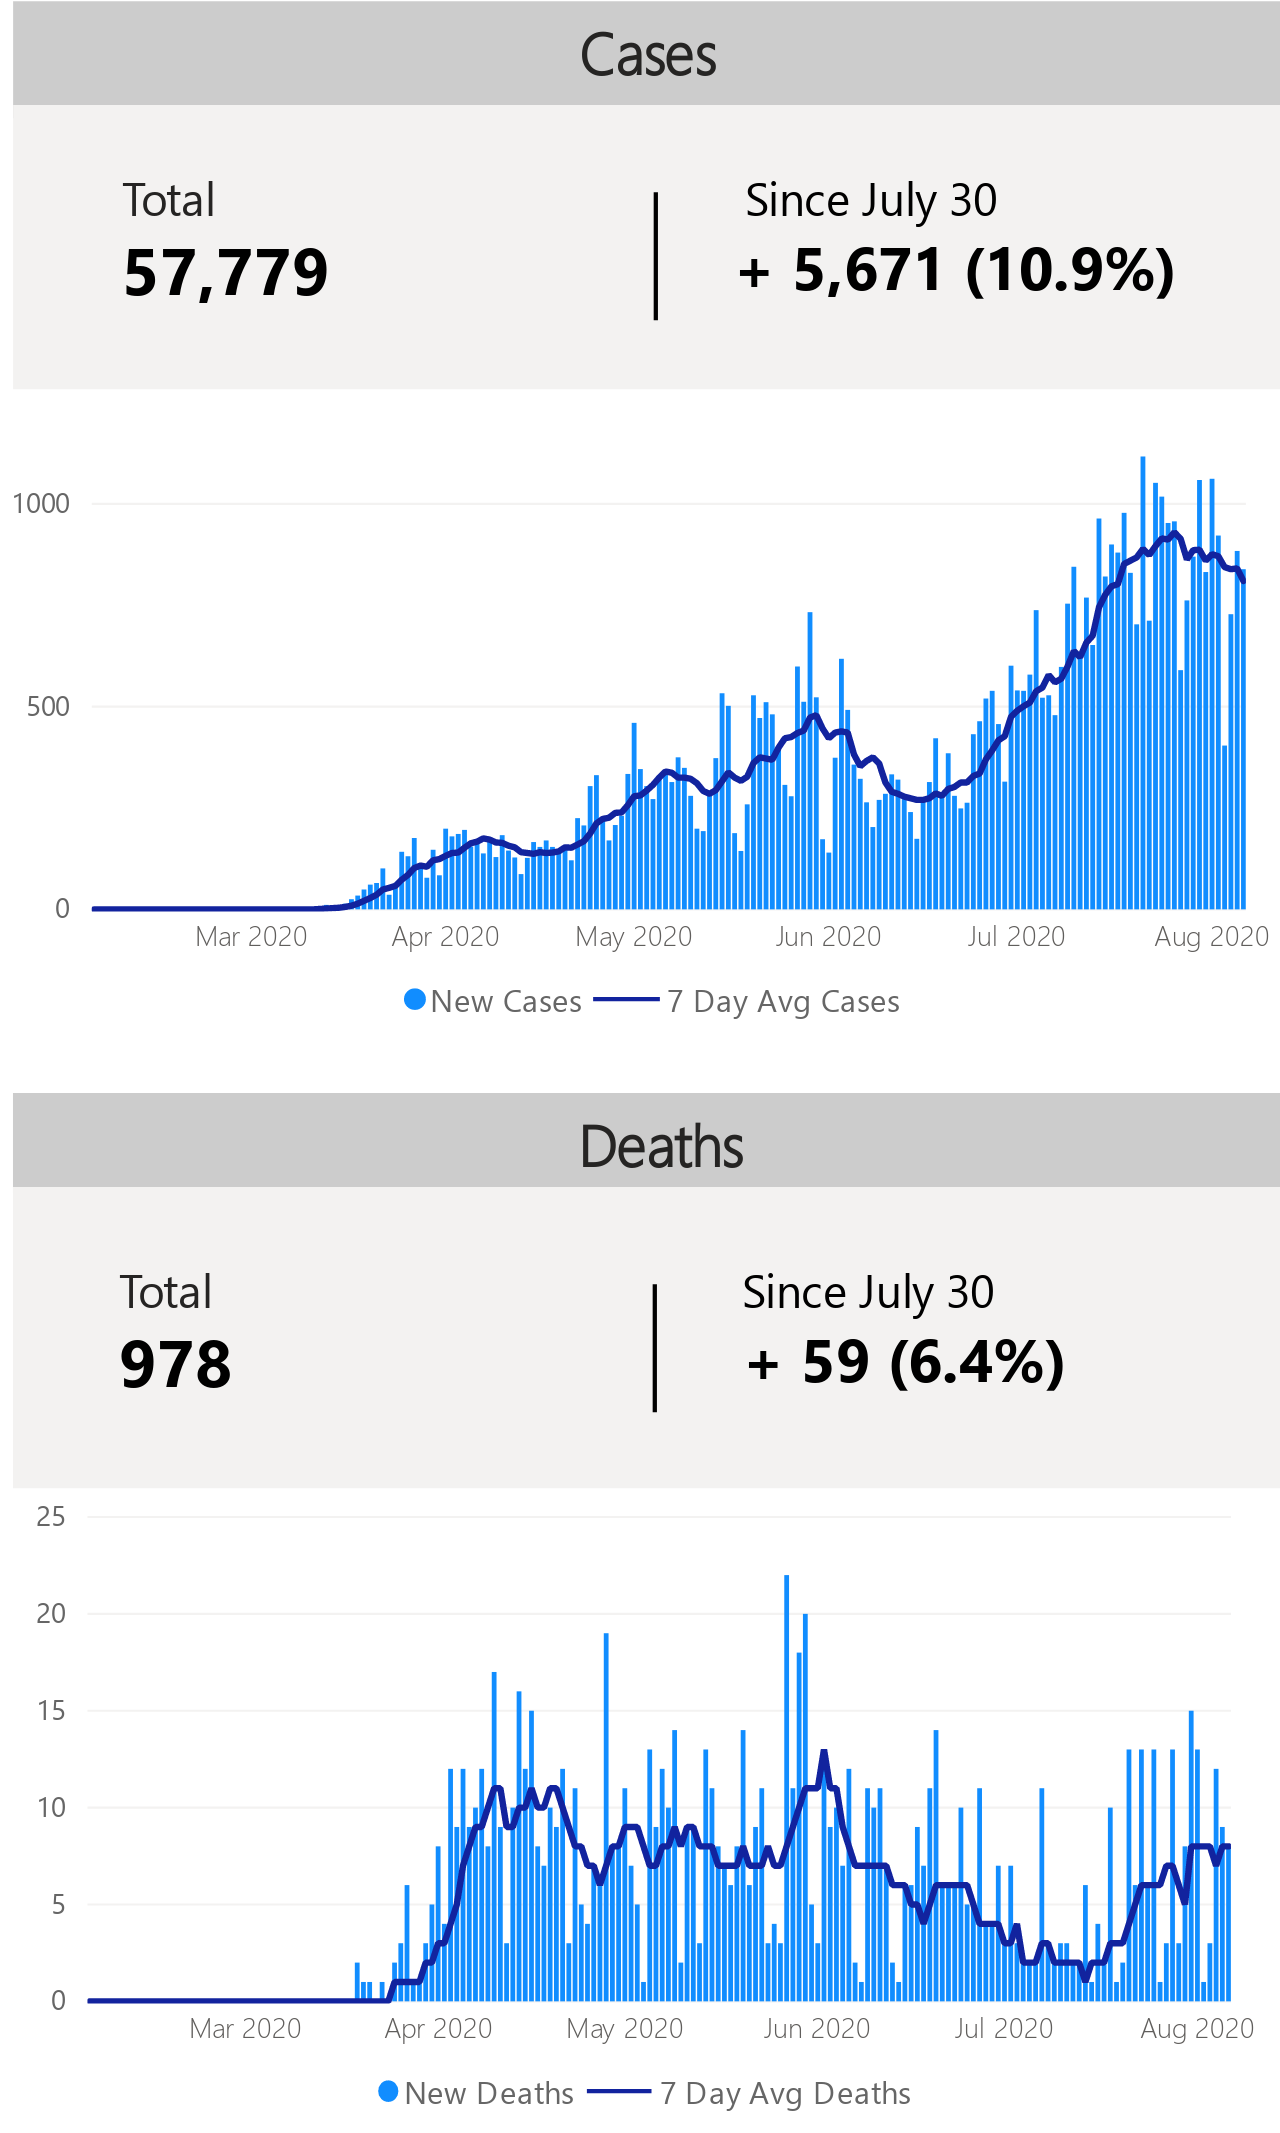 Cases
Total
Since July 30
57,779
+ 5,671 (10.9%)
1000
500
0
Mar 2020 Apr 2020 May 2020 Jun 2020 Jul 2020 Aug 2020
New Cases 7 Day Avg Cases
Deaths
Total
Since July 30
978
+ 59 (6.4%)
25
20
15
10
5
0
Mar 2020 Apr 2020 May 2020 Jun 2020 Jul 2020 Aug 2020
New Deaths 7 Day Avg Deaths